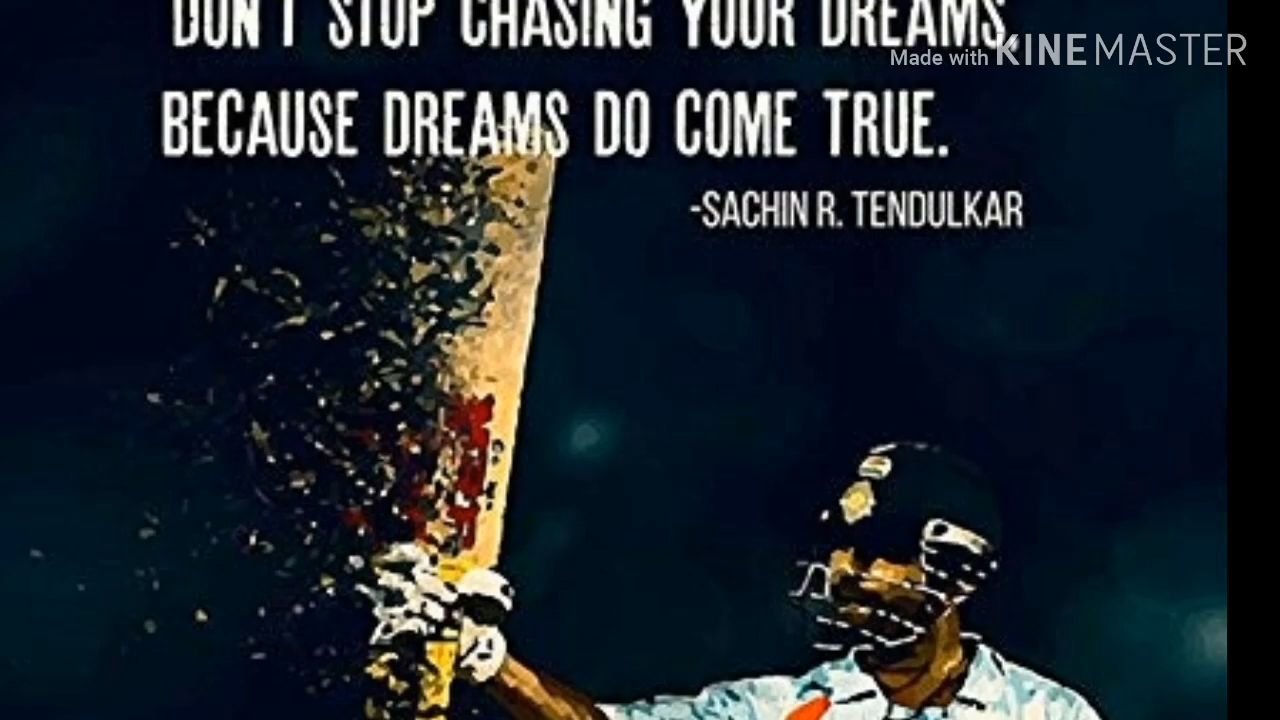 DON'T STOP CHASING YOUR DREAMS,
Made with KINEMASTER
BECAUSE DREAMS DO COME TRUE.
-SACHIN R. TENDULKAR